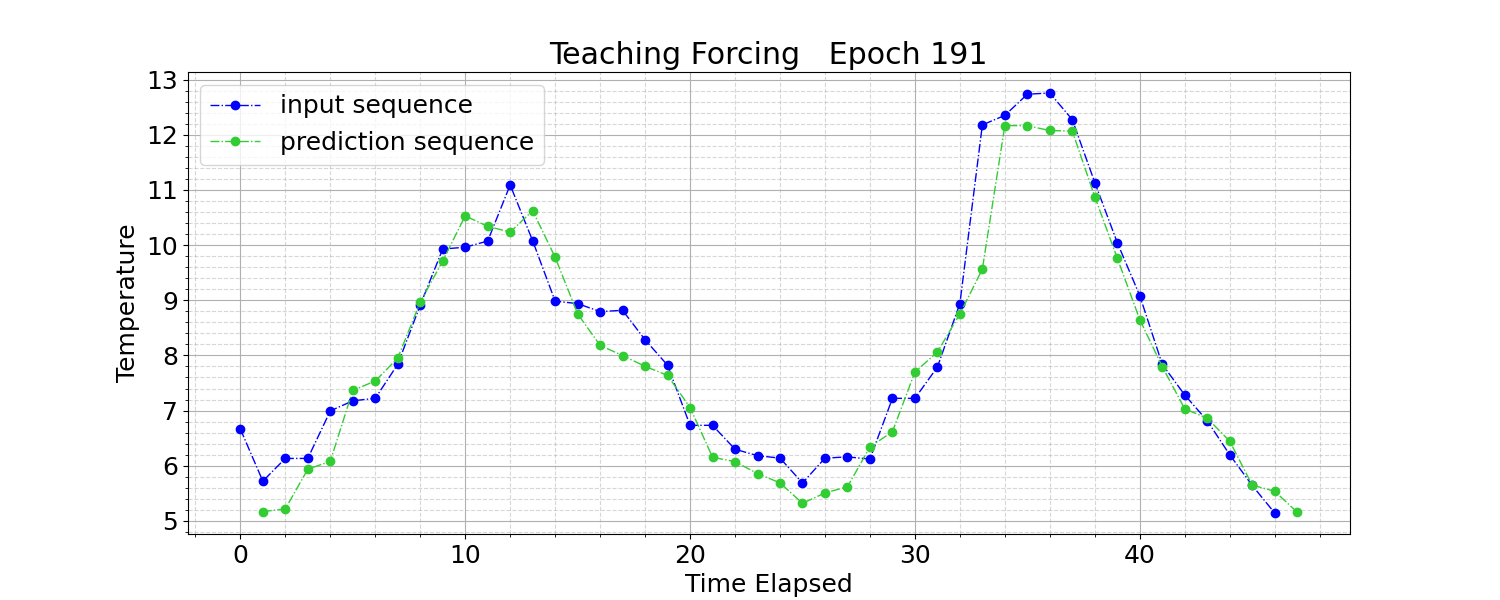 Teaching Forcing   Epoch 191
input sequence
prediction sequence
Temperature
13
12
11
10
9
8
7
6
5
0 10 20 30 40
Time Elapsed